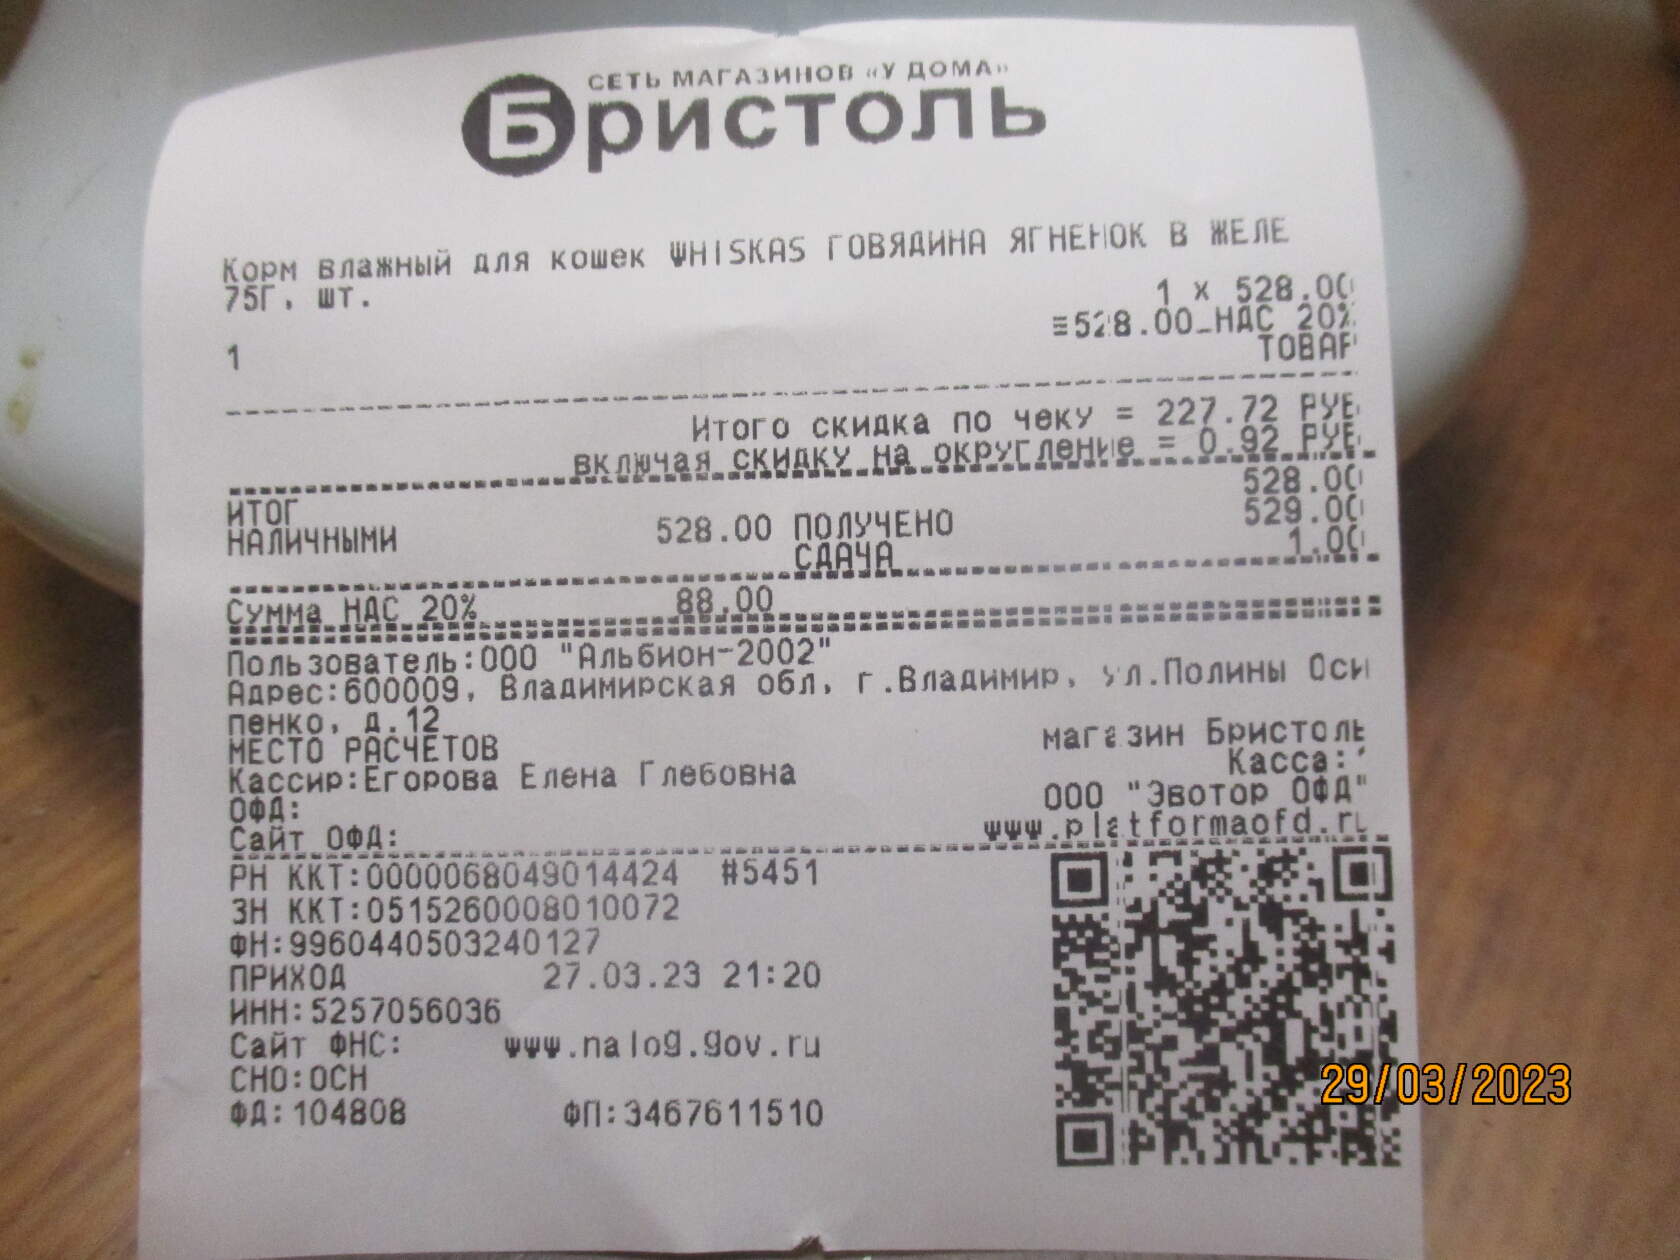 СЕТЬ МАГАЗИНОВ «У ДОМА»
Бристоль
Корм влажный для кошек WHISKAS ГОВЯДИНА ЯГНЕНОК В ЖЕЛЕ
75Г, шт.
1 x 528.00
≡528.00_НДС 20%
1
ТОВАР
Итого скидка по чеку = 227.72 РУБ
включая скидку на округление = 0.92 РУБ
ИТОГ 528.00
НАЛИЧНЫМИ 528.00 ПОЛУЧЕНО 529.00
СДАЧА 1.00
Сумма НДС 20% 88.00
Пользователь:ООО "Альбион-2002"
Адрес:600009, Владимирская обл, г.Владимир, ул.Полины Оси
пенко, д.12
МЕСТО РАСЧЕТОВ магазин Бристоль
Кассир:Егорова Елена Глебовна Касса:
ОФД: ООО "Эвотор ОФД"
Сайт ОФД: www.platformaofd.ru
РН ККТ:0000068049014424 #5451
ЗН ККТ:0515260008010072
ФН:9960440503240127
ПРИХОД 27.03.23 21:20
ИНН:5257056036
Сайт ФНС: www.nalog.gov.ru
СНО:ОСН
ФД:104808 ФП:3467611510
29/03/2023